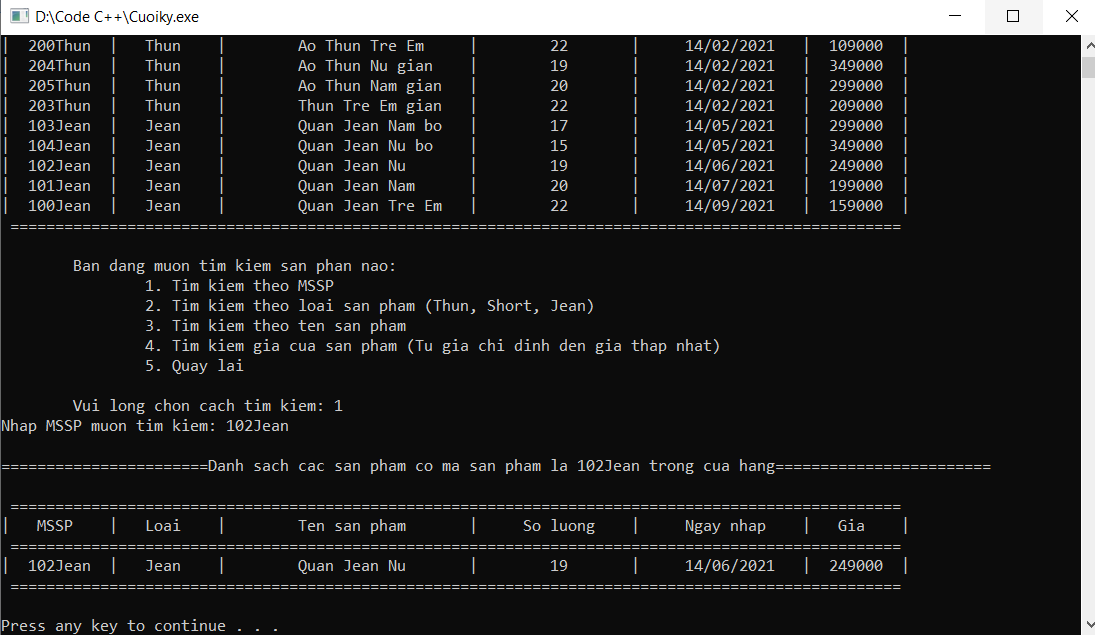 D:\Code C++\Cuoiky.exe
| 200Thun | Thun | Ao Thun Tre Em | 22 | 14/02/2021 | 109000 |
| 204Thun | Thun | Ao Thun Nu gian | 19 | 14/02/2021 | 349000 |
| 205Thun | Thun | Ao Thun Nam gian | 20 | 14/02/2021 | 299000 |
| 203Thun | Thun | Thun Tre Em gian | 22 | 14/02/2021 | 209000 |
| 103Jean | Jean | Quan Jean Nam bo | 17 | 14/05/2021 | 299000 |
| 104Jean | Jean | Quan Jean Nu bo | 15 | 14/05/2021 | 349000 |
| 102Jean | Jean | Quan Jean Nu | 19 | 14/06/2021 | 249000 |
| 101Jean | Jean | Quan Jean Nam | 20 | 14/07/2021 | 199000 |
| 100Jean | Jean | Quan Jean Tre Em | 22 | 14/09/2021 | 159000 |
===================================================================================================
Ban dang muon tim kiem san phan nao:
1. Tim kiem theo MSSP
2. Tim kiem theo loai san pham (Thun, Short, Jean)
3. Tim kiem theo ten san pham
4. Tim kiem gia cua san pham (Tu gia chi dinh den gia thap nhat)
5. Quay lai
Vui long chon cach tim kiem: 1
Nhap MSSP muon tim kiem: 102Jean
=======================Danh sach cac san pham co ma san pham la 102Jean trong cua hang========================
===================================================================================================
| MSSP | Loai | Ten san pham | So luong | Ngay nhap | Gia |
===================================================================================================
| 102Jean | Jean | Quan Jean Nu | 19 | 14/06/2021 | 249000 |
===================================================================================================
Press any key to continue . . .